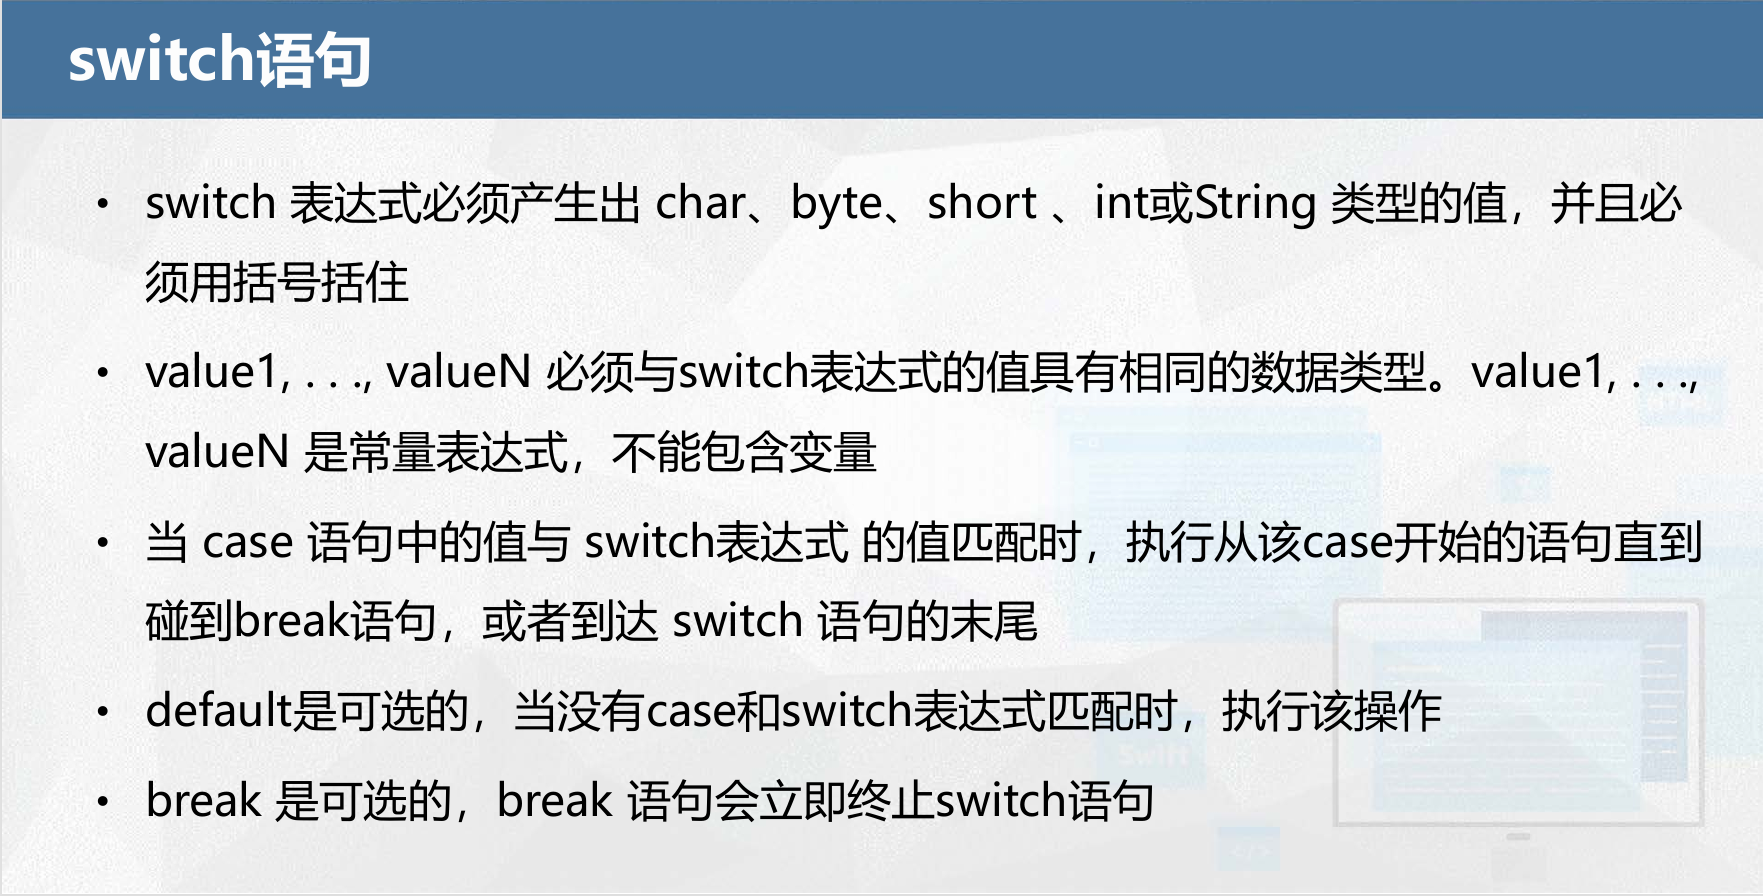 switch语句
• switch 表达式必须产生出 char、byte、short 、int或String 类型的值，并且必
须用括号括住
• value1, . . ., valueN 必须与switch表达式的值具有相同的数据类型。value1, . . .,
valueN 是常量表达式，不能包含变量
• 当 case 语句中的值与 switch表达式 的值匹配时，执行从该case开始的语句直到
碰到break语句，或者到达 switch 语句的末尾
• default是可选的，当没有case和switch表达式匹配时，执行该操作
Swift
• break 是可选的，break 语句会立即终止switch语句
</>